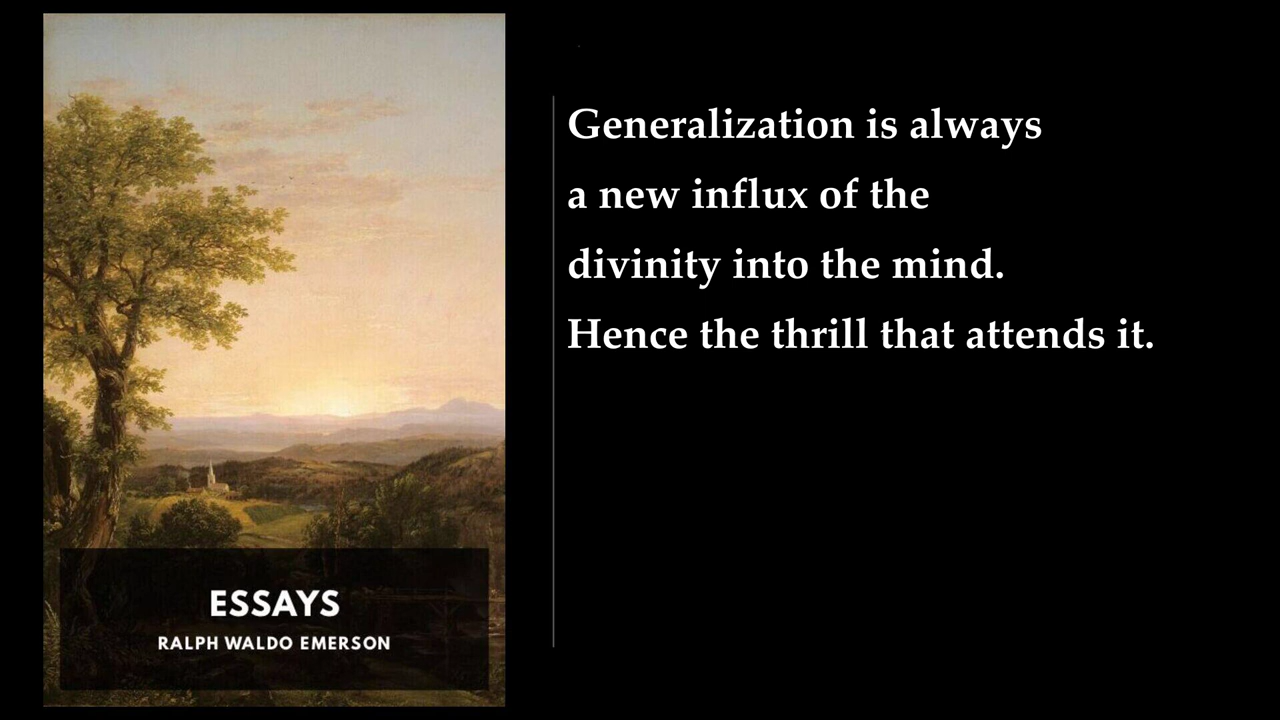 Generalization is always
a new influx of the
divinity into the mind.
Hence the thrill that attends it.
ESSAYS
RALPH WALDO EMERSON